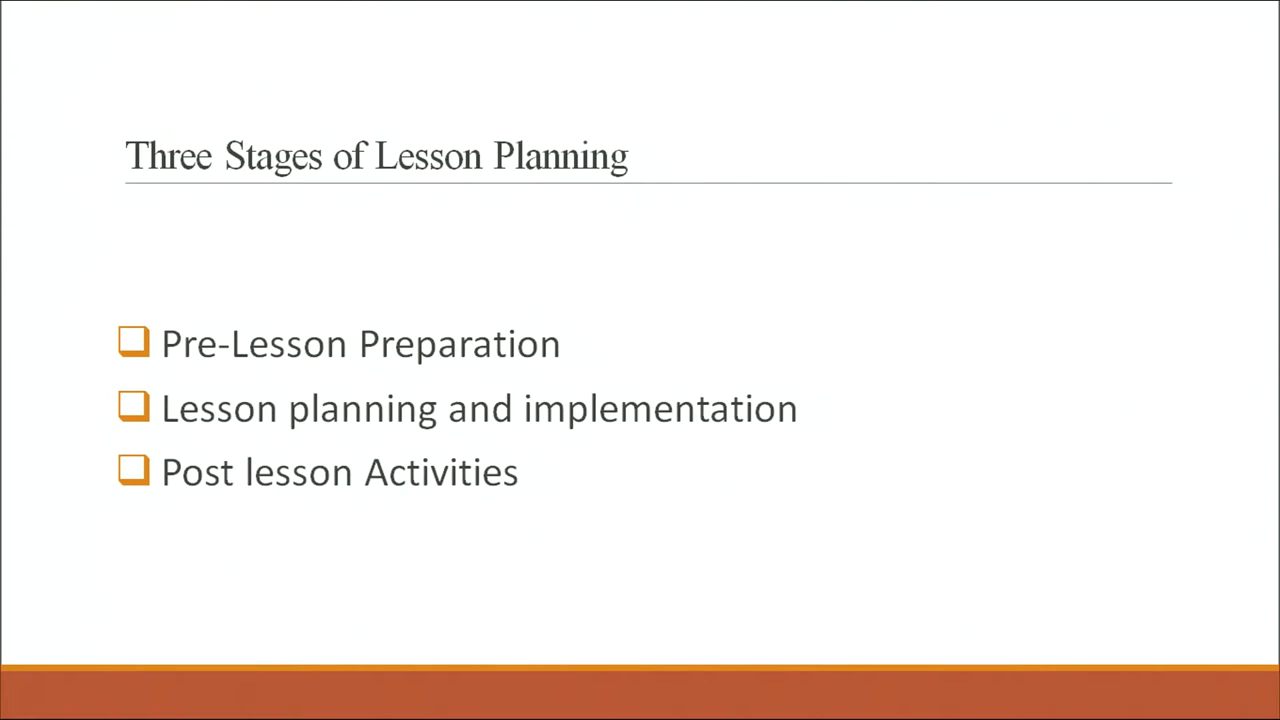 Three Stages of Lesson Planning
Pre-Lesson Preparation
Lesson planning and implementation
Post lesson Activities